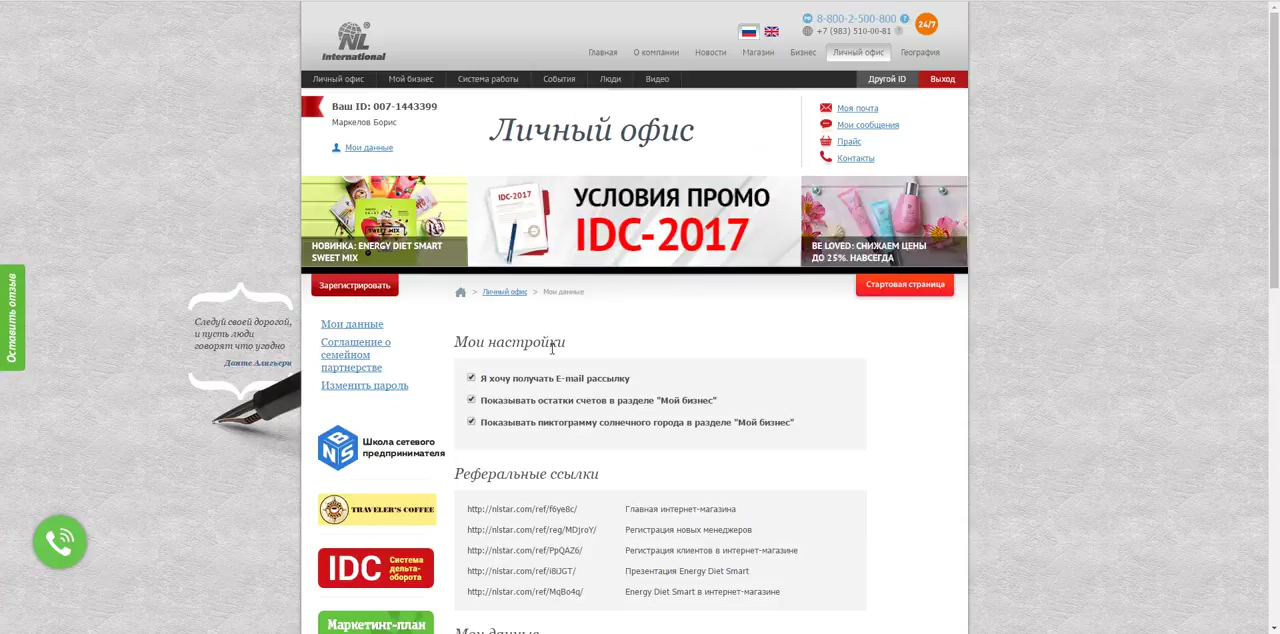 NL
International
8-800-2-500-800
?
24/7
+7 (983) 510-00-81
?
Главная О компании Новости Магазин Бизнес Личный офис География
Личный офис Мой бизнес Система работы События Люди Видео Другой ID Выход
Ваш ID: 007-1443399
Маркелов Борис
Мои данные
Личный офис
Моя почта
Мои сообщения
Прайс
Контакты
НОВИНКА: ENERGY DIET SMART
SWEET MIX
IDC-2017
УСЛОВИЯ ПРОМО
IDC-2017
BE LOVED: СНИЖАЕМ ЦЕНЫ
ДО 25%. НАВСЕГДА
Зарегистрировать
> Личный офис > Мои данные
Стартовая страница
Оставить отзыв
Следуй своей дорогой,
и пусть люди
говорят что угодно
Данте Алигьери
Мои данные
Соглашение о
семейном
партнерстве
Изменить пароль
BNS
Школа сетевого
предпринимателя
TRAVELER'S COFFEE
IDC Система
дельта-
оборота
Маркетинг-план
Мои настройки
Я хочу получать E-mail рассылку
Показывать остатки счетов в разделе "Мой бизнес"
Показывать пиктограмму солнечного города в разделе "Мой бизнес"
Реферальные ссылки
http://nlstar.com/ref/f6ye8c/ Главная интернет-магазина
http://nlstar.com/ref/reg/MDjroY/ Регистрация новых менеджеров
http://nlstar.com/ref/PpQAZ6/ Регистрация клиентов в интернет-магазине
http://nlstar.com/ref/i8iJGT/ Презентация Energy Diet Smart
http://nlstar.com/ref/MqBo4q/ Energy Diet Smart в интернет-магазине
Мои данные